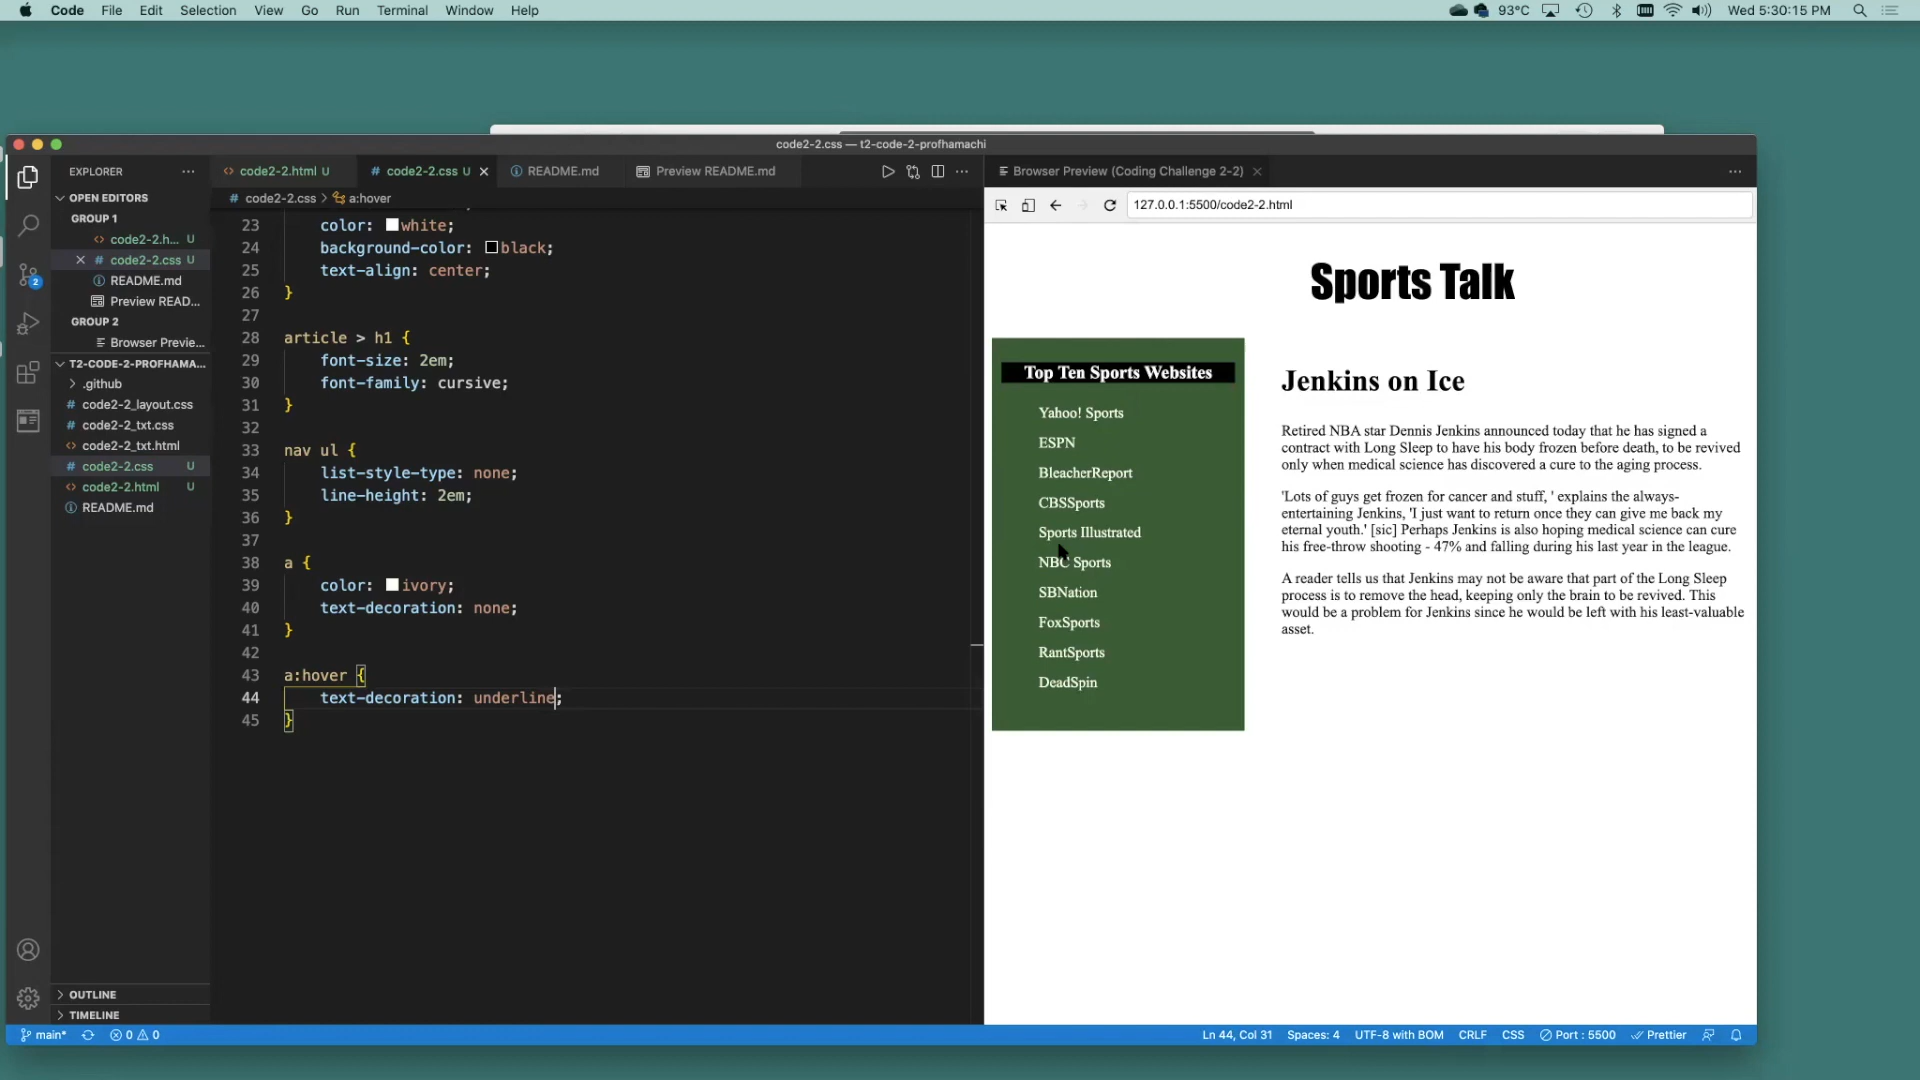 Code File Edit Selection View Go Run Terminal Window Help
93°C Wed 5:30:15 PM
code2-2.css — t2-code-2-profhamachi
EXPLORER
OPEN EDITORS
GROUP 1
code2-2.h... U
code2-2.css U
README.md
Preview READ...
GROUP 2
Browser Previe...
T2-CODE-2-PROFHAMA...
.github
code2-2_layout.css
code2-2_txt.css
code2-2_txt.html
code2-2.css U
code2-2.html U
README.md
OUTLINE
TIMELINE
2
code2-2.html U
code2-2.css U
README.md
Preview README.md
code2-2.css > a:hover
23 color: white;
24 background-color: black;
25 text-align: center;
26 }
27
28 article > h1 {
29 font-size: 2em;
30 font-family: cursive;
31 }
32
33 nav ul {
34 list-style-type: none;
35 line-height: 2em;
36 }
37
38 a {
39 color: ivory;
40 text-decoration: none;
41 }
42
43 a:hover {
44 text-decoration: underline;
45 }
Browser Preview (Coding Challenge 2-2)
127.0.0.1:5500/code2-2.html
Sports Talk
Top Ten Sports Websites
Yahoo! Sports
ESPN
BleacherReport
CBSSports
Sports Illustrated
NBC Sports
SBNation
FoxSports
RantSports
DeadSpin
Jenkins on Ice
Retired NBA star Dennis Jenkins announced today that he has signed a
contract with Long Sleep to have his body frozen before death, to be revived
only when medical science has discovered a cure to the aging process.
'Lots of guys get frozen for cancer and stuff, ' explains the always-
entertaining Jenkins, 'I just want to return once they can give me back my
eternal youth.' [sic] Perhaps Jenkins is also hoping medical science can cure
his free-throw shooting - 47% and falling during his last year in the league.
A reader tells us that Jenkins may not be aware that part of the Long Sleep
process is to remove the head, keeping only the brain to be revived. This
would be a problem for Jenkins since he would be left with his least-valuable
asset.
main* 0 0
Ln 44, Col 31 Spaces: 4 UTF-8 with BOM CRLF CSS Port : 5500 Prettier